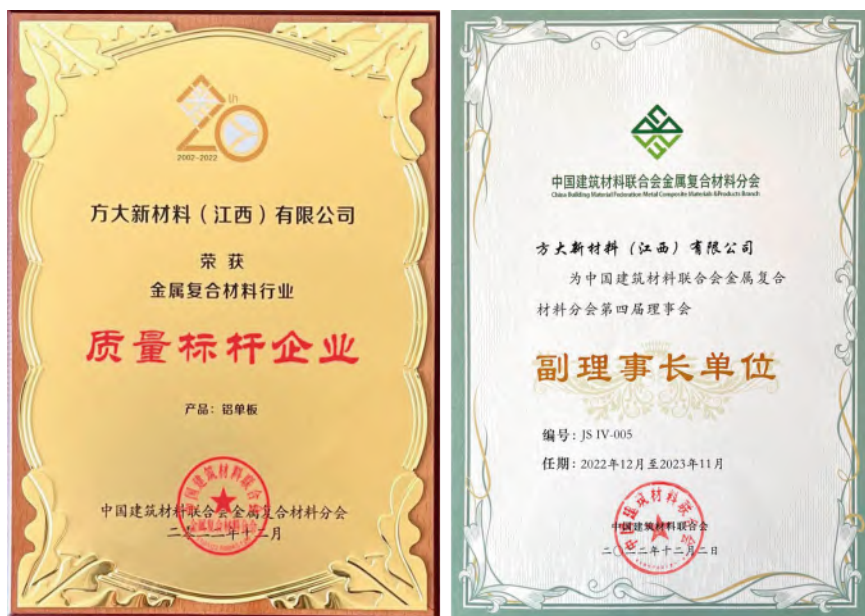 20th
2002-2022
方大新材料（江西）有限公司
荣 获
金属复合材料行业
质量标杆企业
产品：铝单板
中国建筑材料联合会金属复合材料分会
二〇二二年十二月
中国建筑材料联合会金属复合材料分会
China Building Material Federation Metal Composite Materials &Products Branch
方大新材料（江西）有限公司
为中国建筑材料联合会金属复合
材料分会第四届理事会
副理事长单位
编号：JS IV-005
任期：2022年12月至2023年11月
中国建筑材料联合会
二〇二二年十二月二日